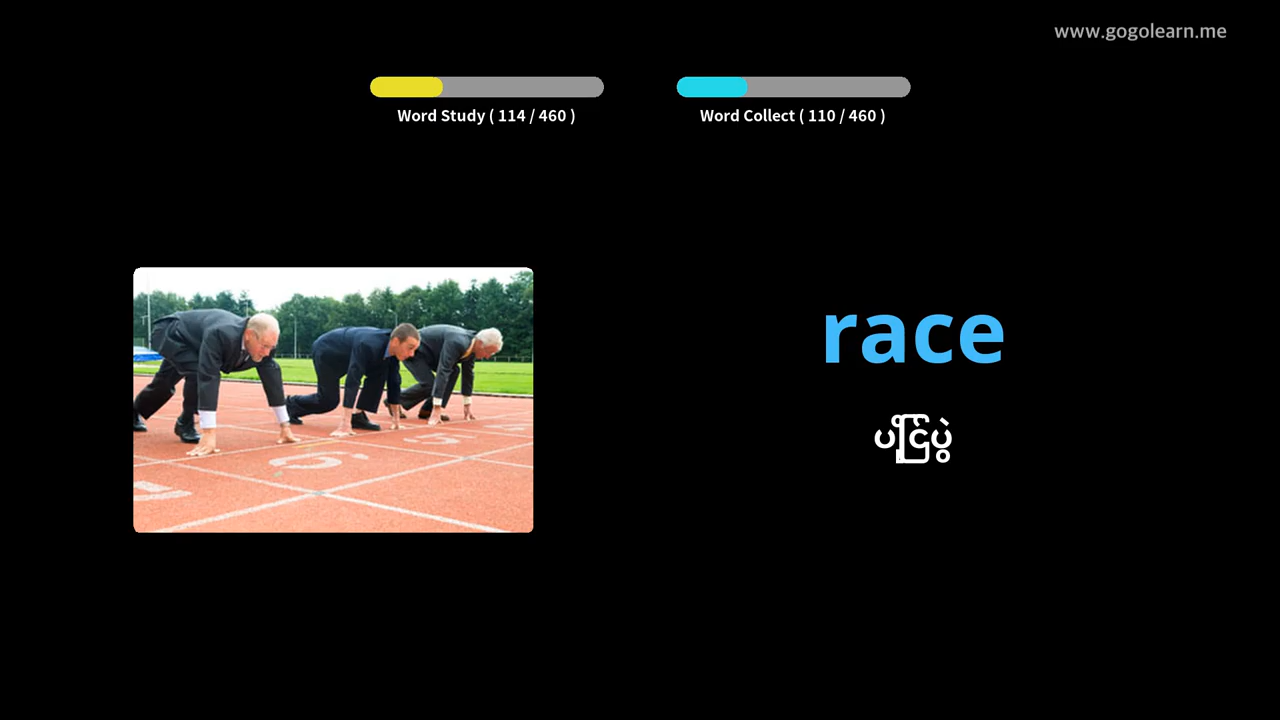 www.gogolearn.me
Word Study ( 114 / 460 )
Word Collect ( 110 / 460 )
race
ပြိုင်ပွဲ